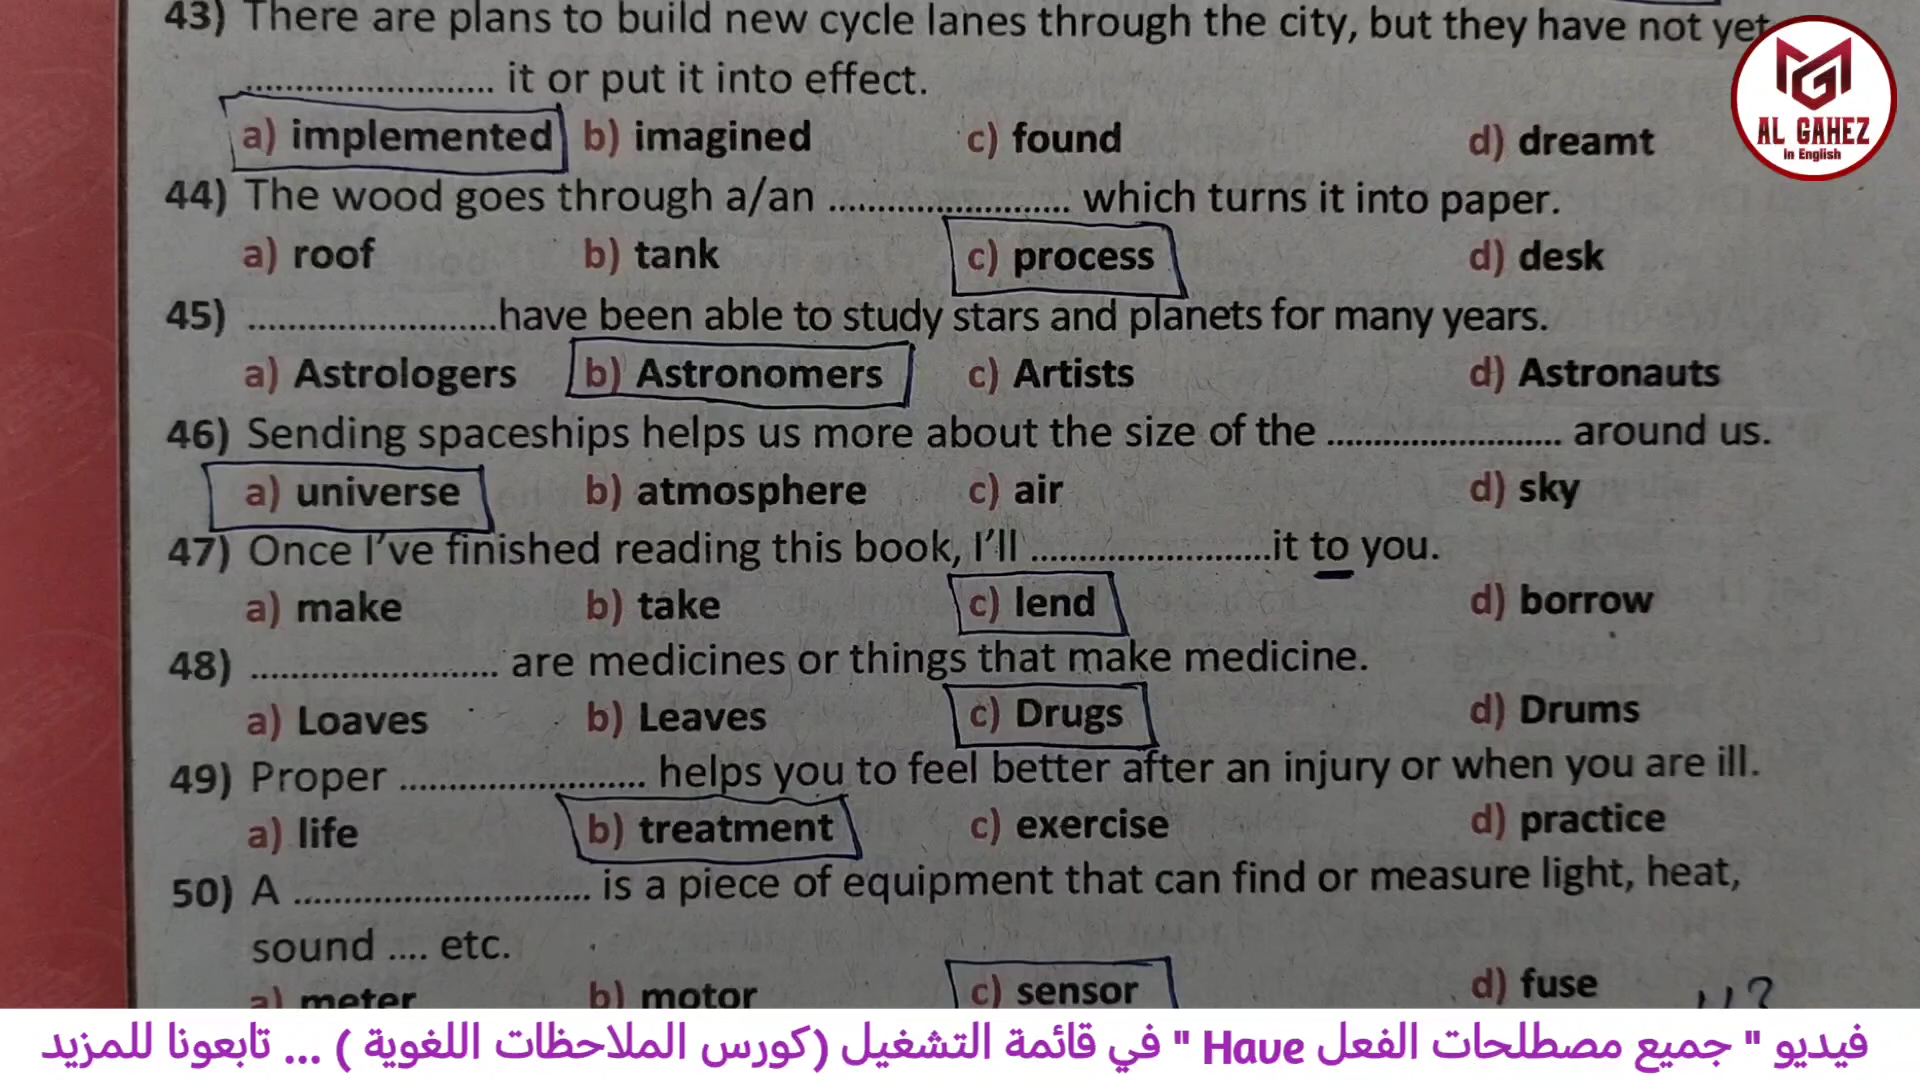 43) There are plans to build new cycle lanes through the city, but they have not yet
........................ it or put it into effect.
a) implemented b) imagined c) found d) dreamt
44) The wood goes through a/an ........................ which turns it into paper.
a) roof b) tank c) process d) desk
45) ........................have been able to study stars and planets for many years.
a) Astrologers b) Astronomers c) Artists d) Astronauts
46) Sending spaceships helps us more about the size of the ........................ around us.
a) universe b) atmosphere c) air d) sky
47) Once I’ve finished reading this book, I’ll ........................it to you.
a) make b) take c) lend d) borrow
48) ........................ are medicines or things that make medicine.
a) Loaves b) Leaves c) Drugs d) Drums
49) Proper ........................ helps you to feel better after an injury or when you are ill.
a) life b) treatment c) exercise d) practice
50) A ............................ is a piece of equipment that can find or measure light, heat,
sound .... etc.
a) meter b) motor c) sensor d) fuse
AL GAHEZ
in English
فيديو " جميع مصطلحات الفعل Have " في قائمة التشغيل (كورس الملاحظات اللغوية ) ... تابعونا للمزيد